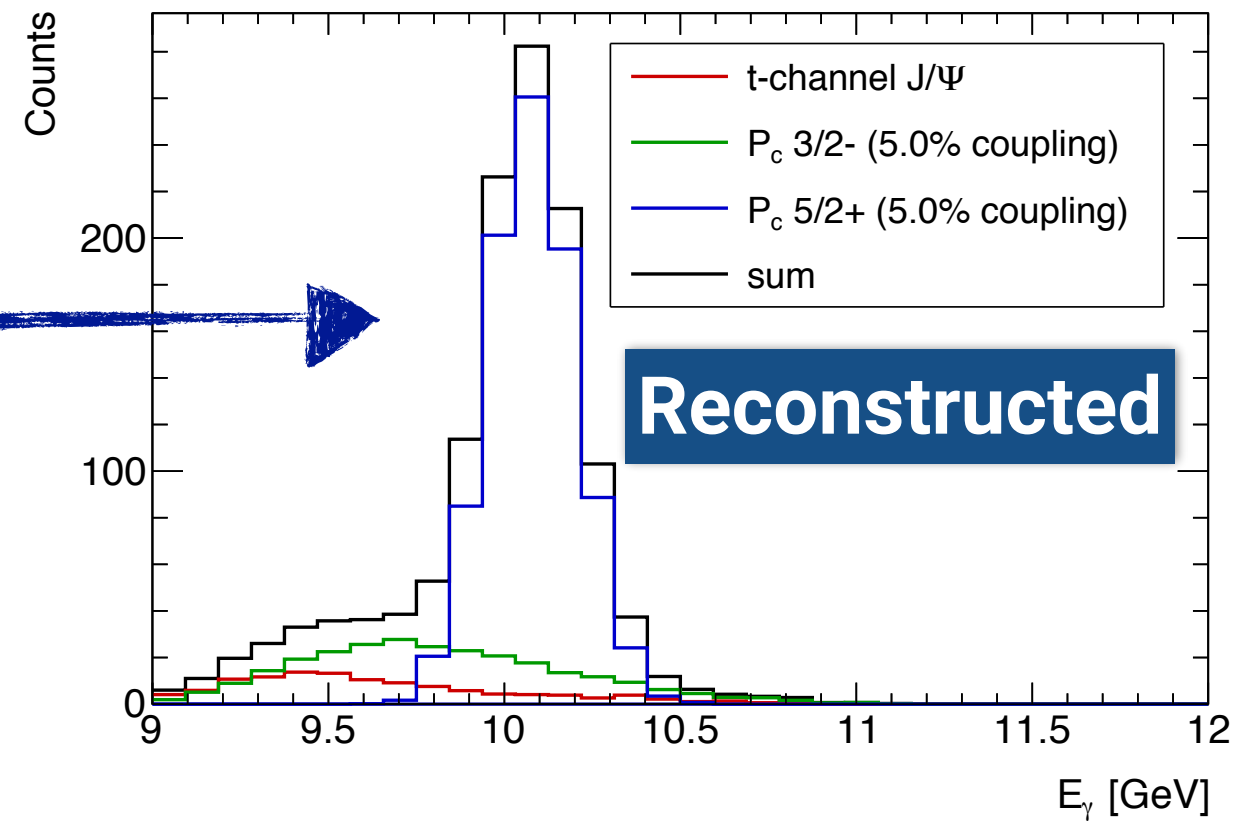 Counts
200
100
0
t-channel J/Ψ
P_c 3/2- (5.0% coupling)
P_c 5/2+ (5.0% coupling)
sum
Reconstructed
9 9.5 10 10.5 11 11.5 12
E_γ [GeV]